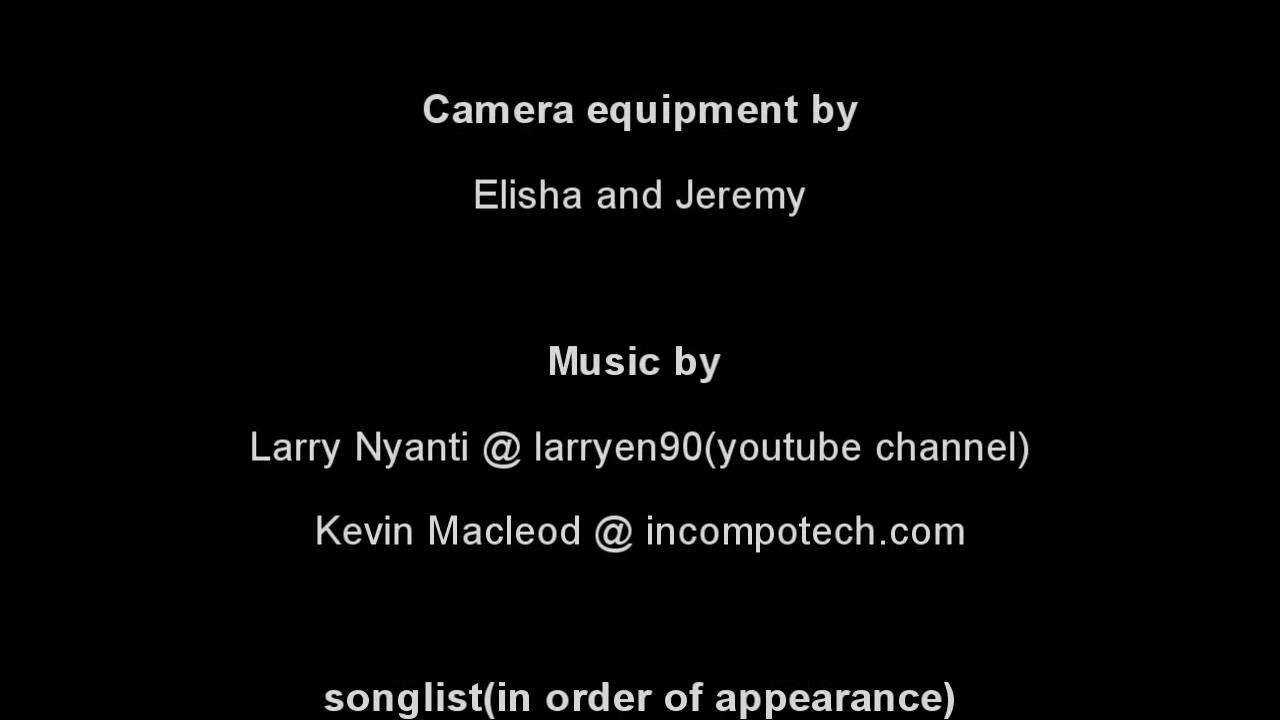 Camera equipment by
Elisha and Jeremy
Music by
Larry Nyanti @ larryen90(youtube channel)
Kevin Macleod @ incompotech.com
songlist(in order of appearance)